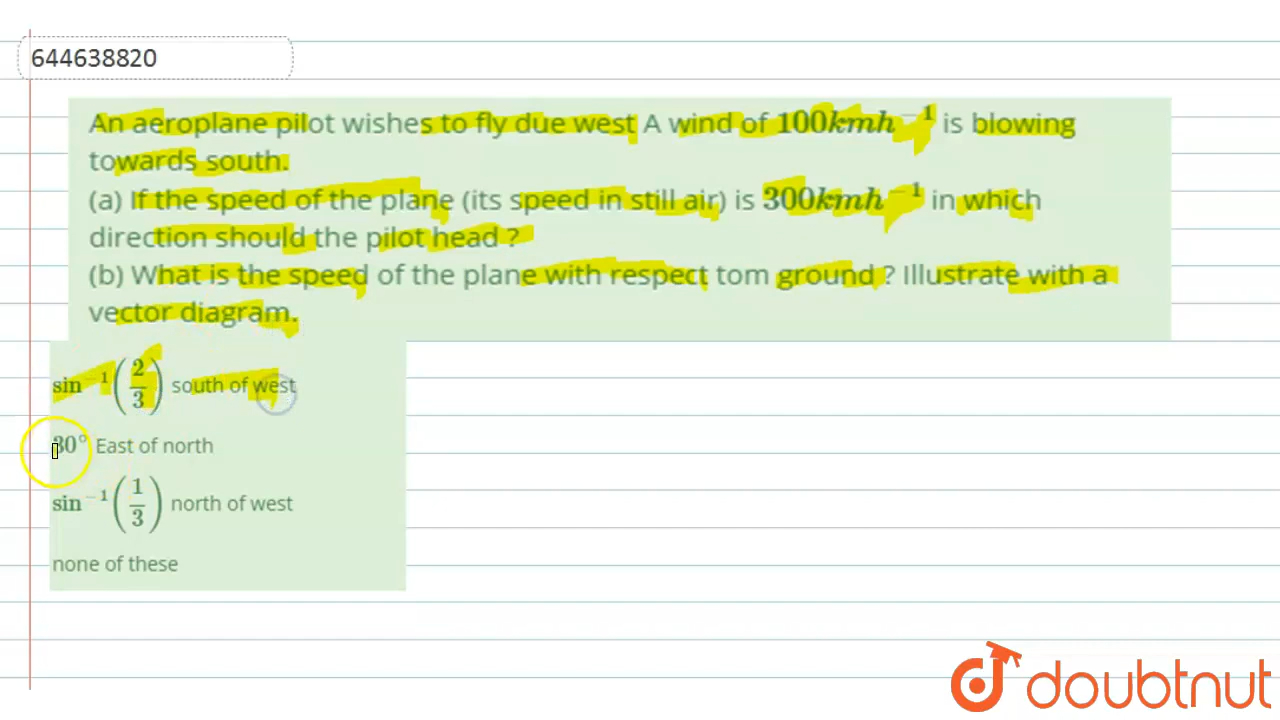 644638820
An aeroplane pilot wishes to fly due west A wind of 100kmh⁻¹ is blowing
towards south.
(a) If the speed of the plane (its speed in still air) is 300kmh⁻¹ in which
direction should the pilot head ?
(b) What is the speed of the plane with respect tom ground ? Illustrate with a
vector diagram.
sin⁻¹(2/3) south of west
30° East of north
sin⁻¹(1/3) north of west
none of these
doubtnut